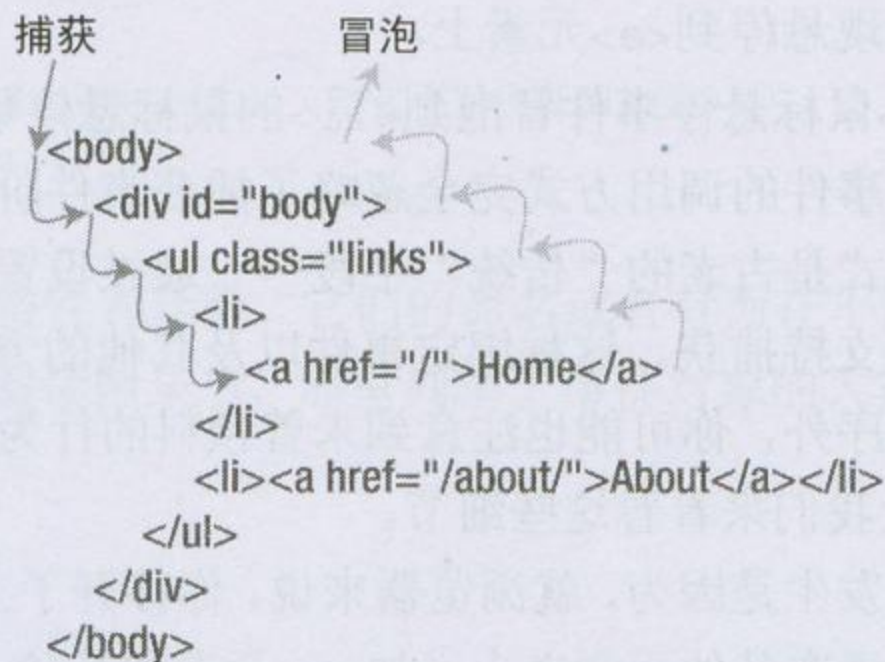 捕获 冒泡
<body>
<div id="body">
<ul class="links">
<li>
<a href="/">Home</a>
</li>
<li><a href="/about/">About</a></li>
</ul>
</div>
</body>